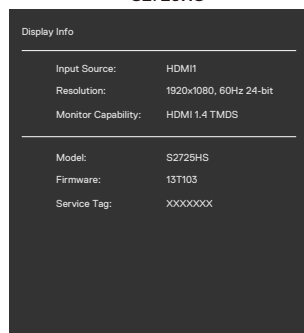 Display Info
Input Source: HDMI1
Resolution: 1920x1080, 60Hz 24-bit
Monitor Capability: HDMI 1.4 TMDS
Model: S2725HS
Firmware: 13T103
Service Tag: XXXXXXX